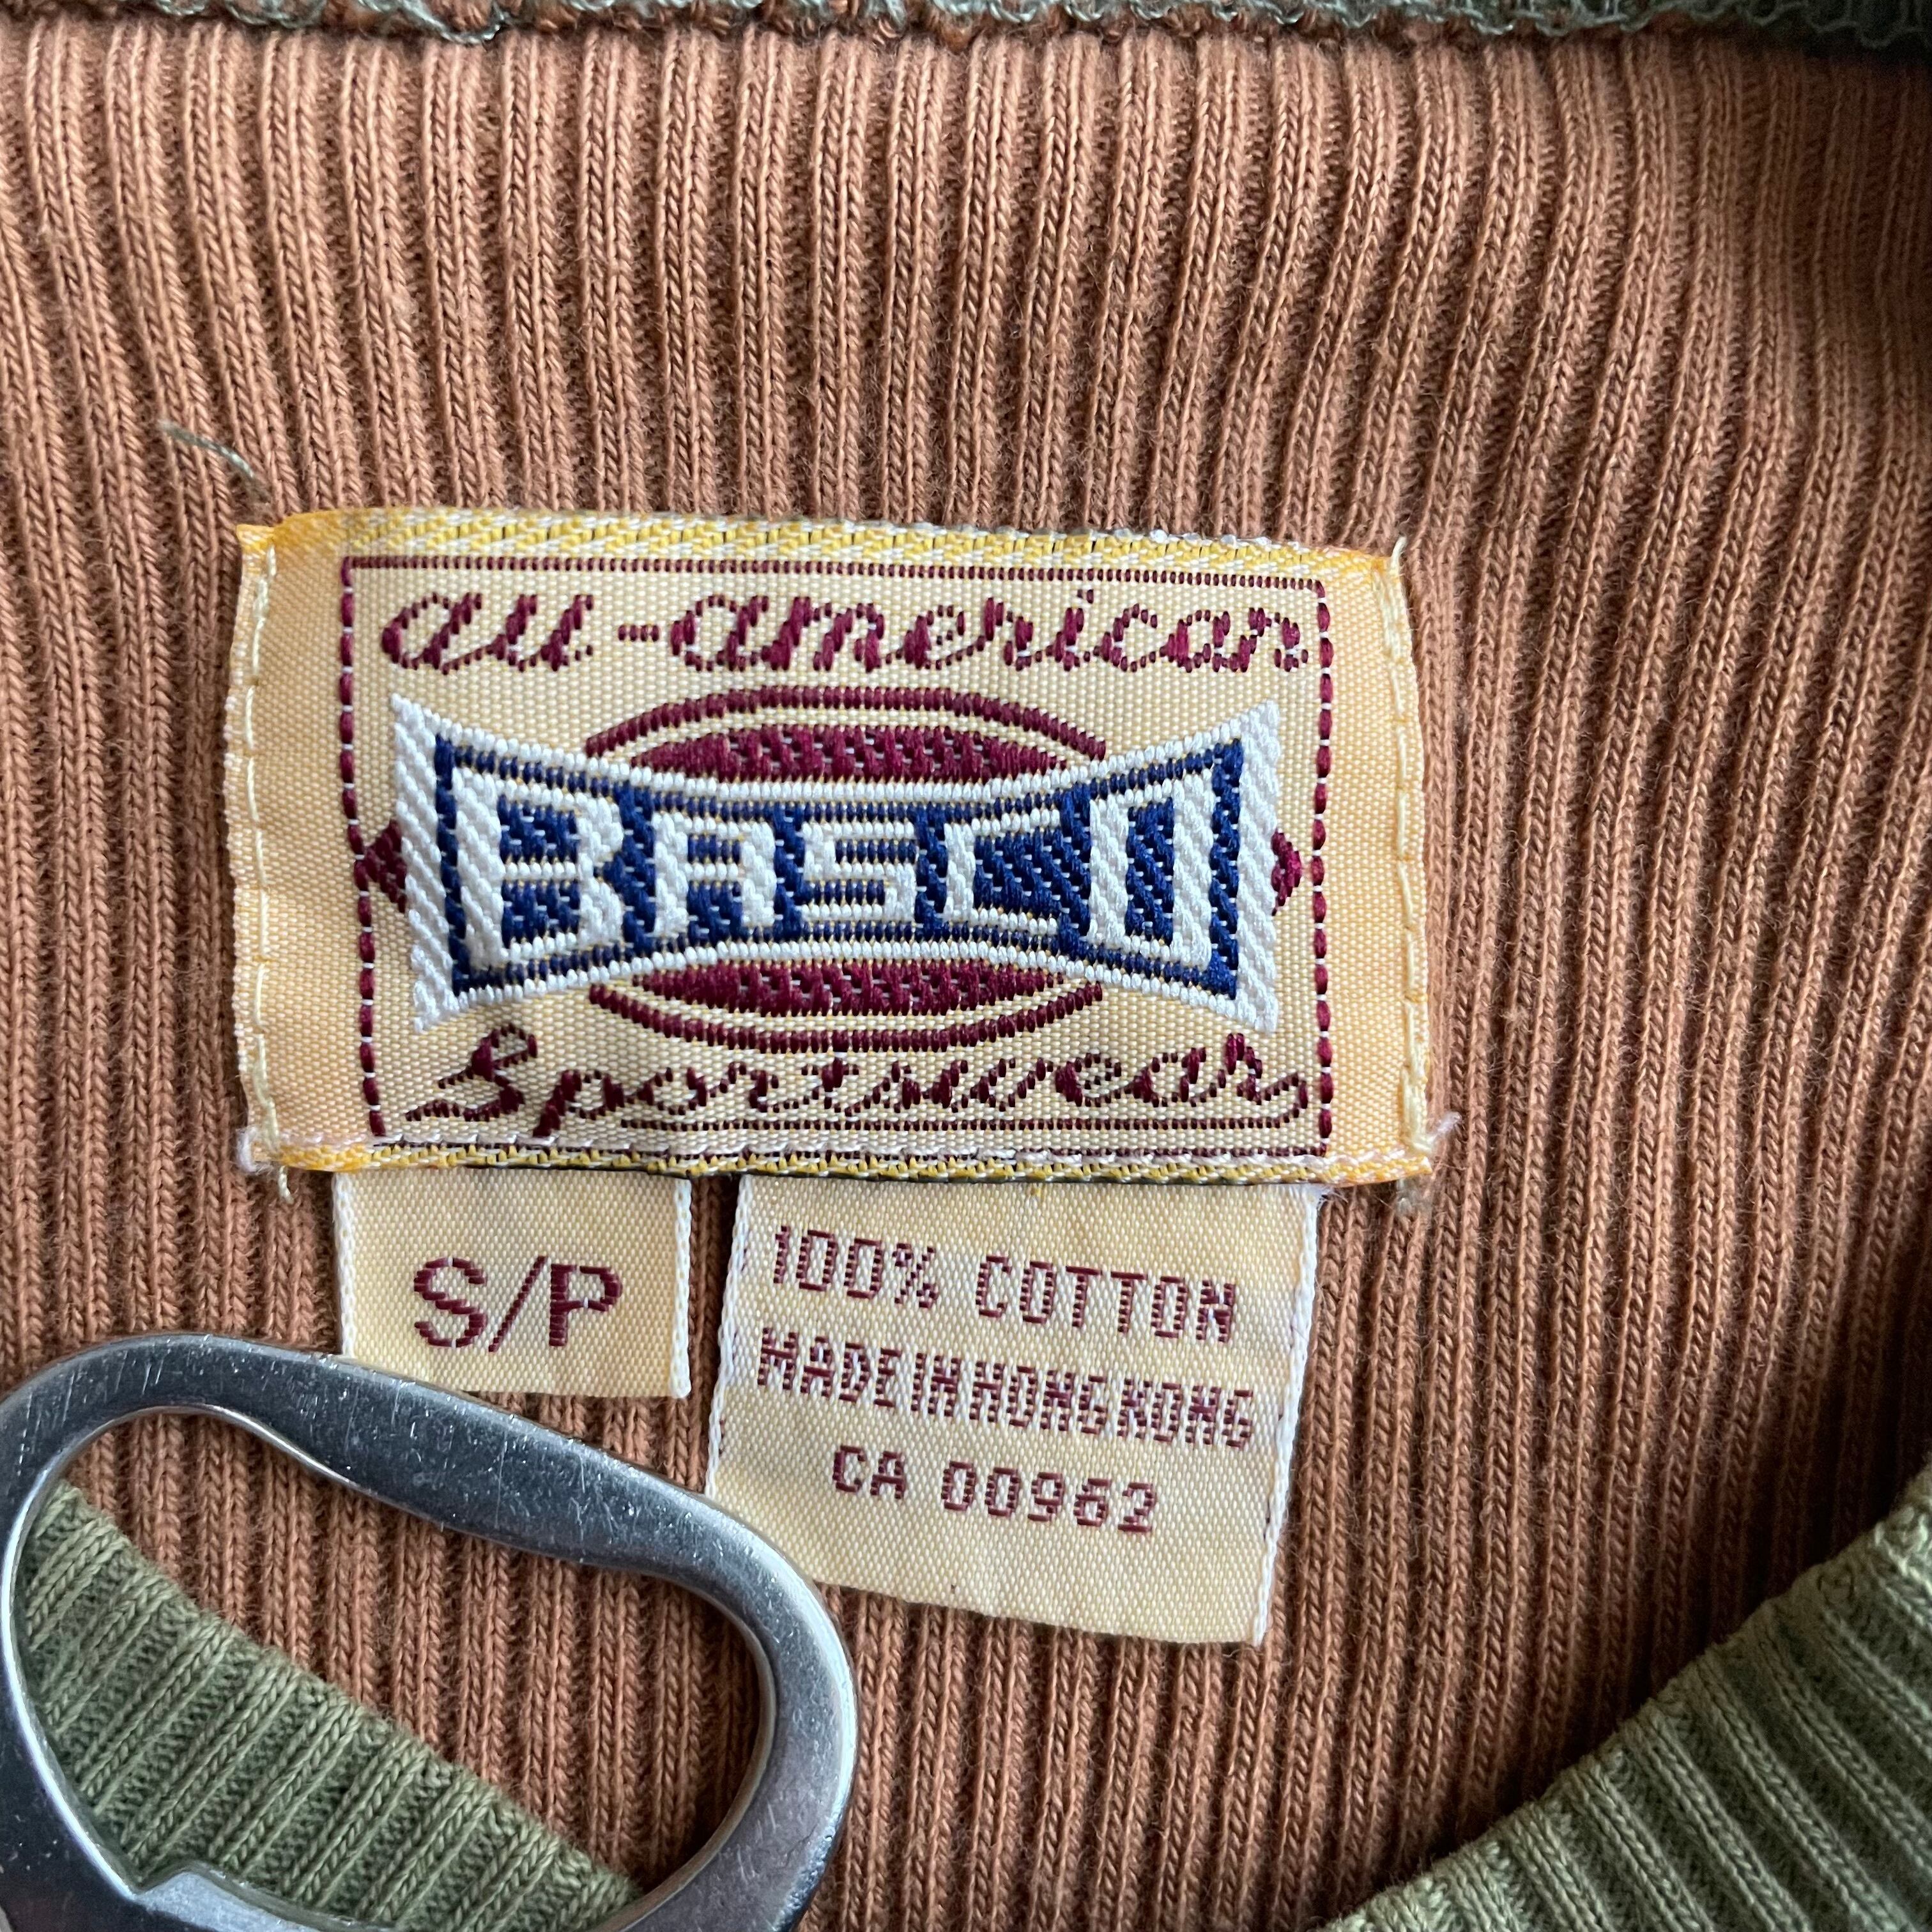 all-american
BASCO
Sportswear
S/P
100% COTTON
MADE IN HONG KONG
CA 00962